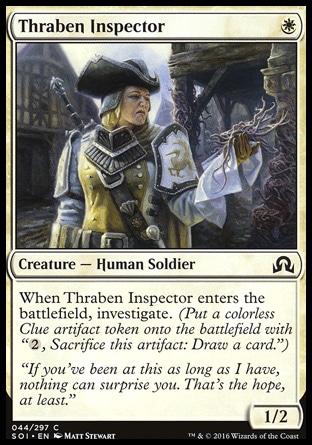 Thraben Inspector
Creature — Human Soldier
When Thraben Inspector enters the
battlefield, investigate. (Put a colorless
Clue artifact token onto the battlefield with
“2, Sacrifice this artifact: Draw a card.”)
“If you’ve been at this as long as I have,
nothing can surprise you. That’s the hope,
at least.”
1/2
044/297 C
SOI • EN Matt Stewart
™ & © 2016 Wizards of the Coast